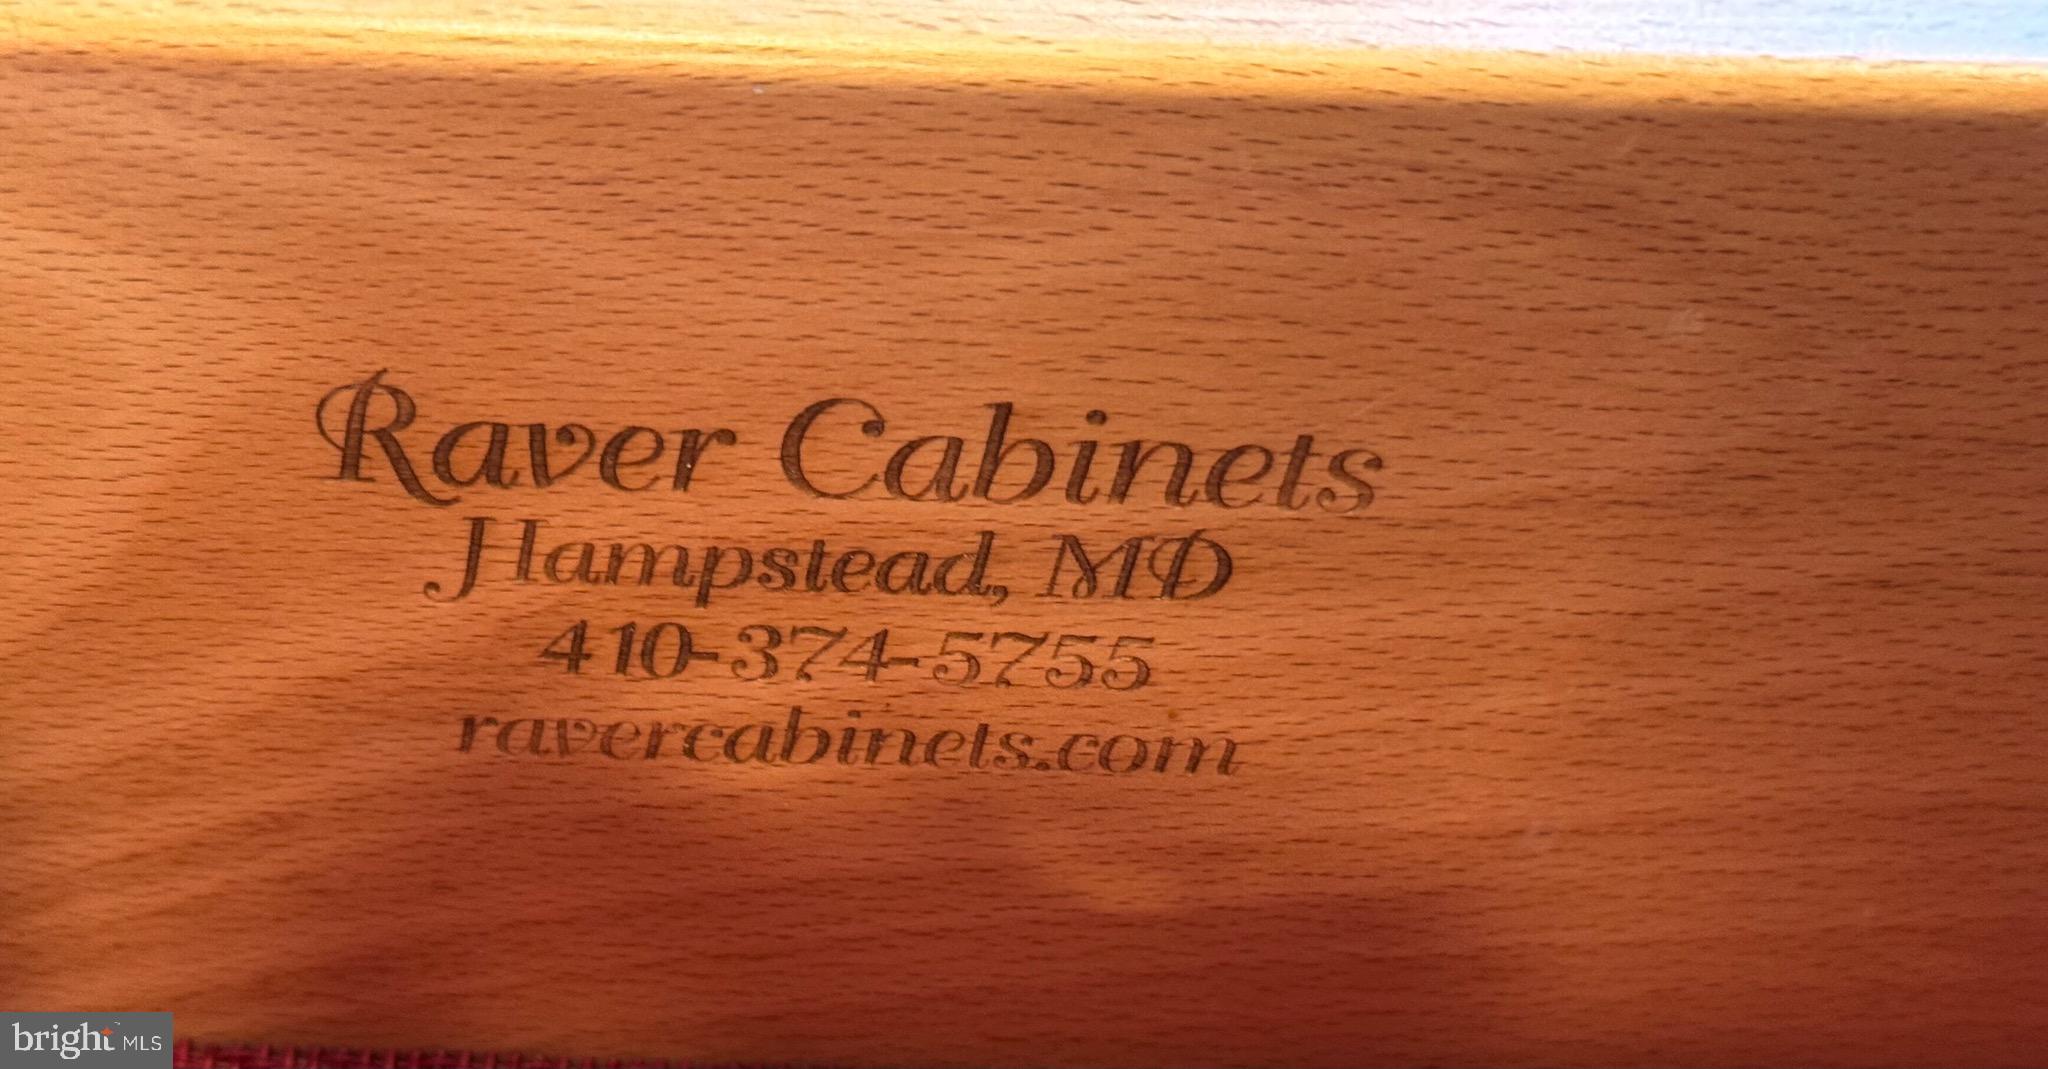 Raver Cabinets
Hampstead, MD
410-374-5755
ravercabinets.com
bright MLS